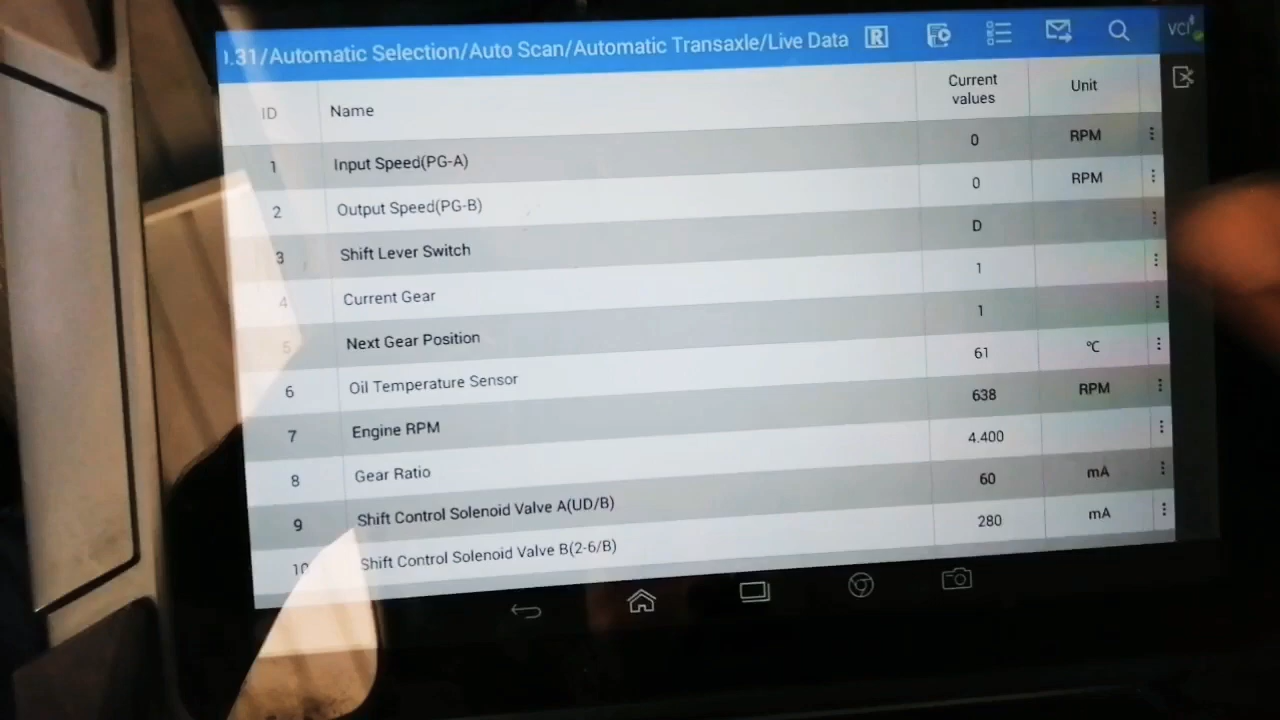 .31/Automatic Selection/Auto Scan/Automatic Transaxle/Live Data R VCI
ID Name Current values Unit
1 Input Speed(PG-A) 0 RPM
2 Output Speed(PG-B) 0 RPM
3 Shift Lever Switch D
4 Current Gear 1
5 Next Gear Position 1
6 Oil Temperature Sensor 61 ℃
7 Engine RPM 638 RPM
8 Gear Ratio 4.400
9 Shift Control Solenoid Valve A(UD/B) 60 mA
10 Shift Control Solenoid Valve B(2-6/B) 280 mA